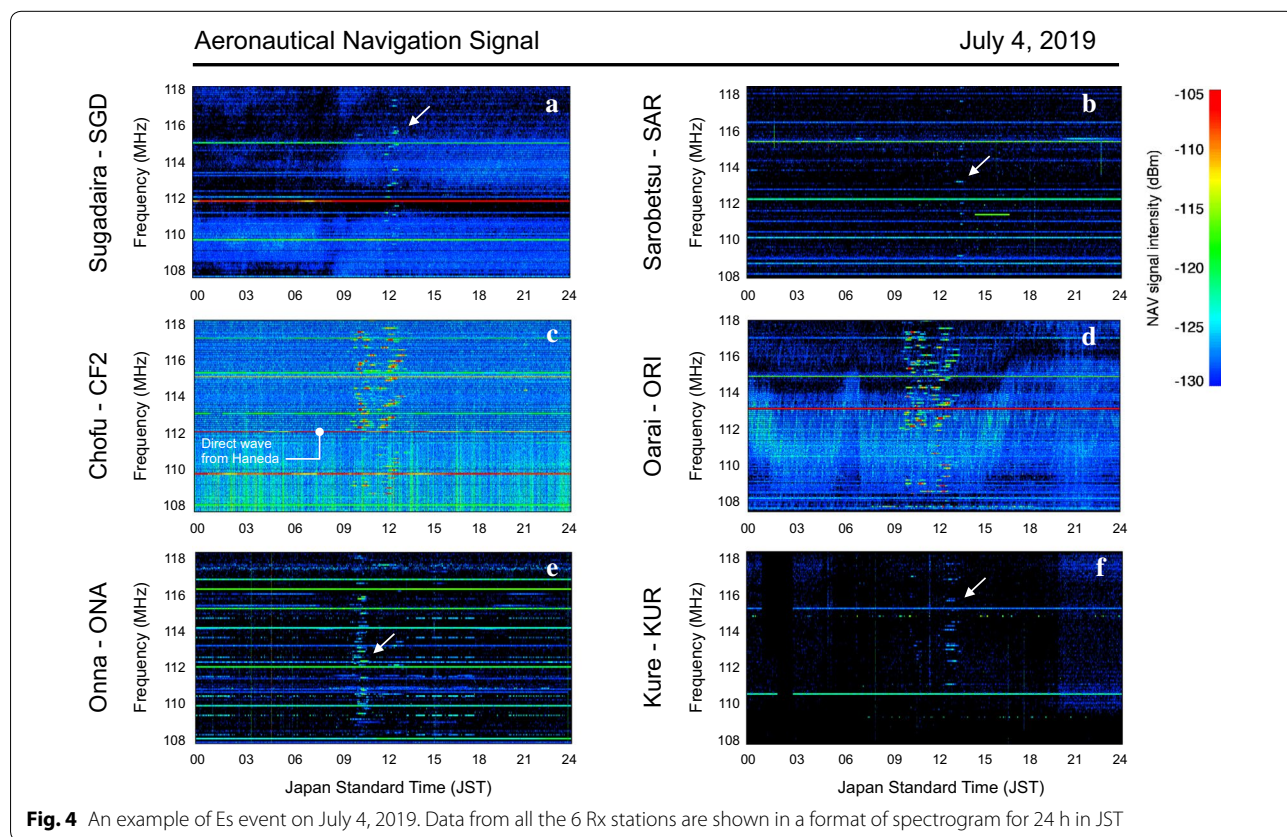 Aeronautical Navigation Signal July 4, 2019
Sugadaira - SGD
Frequency (MHz)
118
116
114
112
110
108
a
00 03 06 09 12 15 18 21 24
Sarobetsu - SAR
Frequency (MHz)
118
116
114
112
110
108
b
00 03 06 09 12 15 18 21 24
-105
-110
-115
-120
-125
-130
NAV signal intensity (dBm)
Chofu - CF2
Frequency (MHz)
118
116
114
112
110
108
c
Direct wave
from Haneda
00 03 06 09 12 15 18 21 24
Oarai - ORI
Frequency (MHz)
118
116
114
112
110
108
d
00 03 06 09 12 15 18 21 24
Onna - ONA
Frequency (MHz)
118
116
114
112
110
108
e
00 03 06 09 12 15 18 21 24
Japan Standard Time (JST)
Kure - KUR
Frequency (MHz)
118
116
114
112
110
108
f
00 03 06 09 12 15 18 21 24
Japan Standard Time (JST)
Fig. 4 An example of Es event on July 4, 2019. Data from all the 6 Rx stations are shown in a format of spectrogram for 24 h in JST